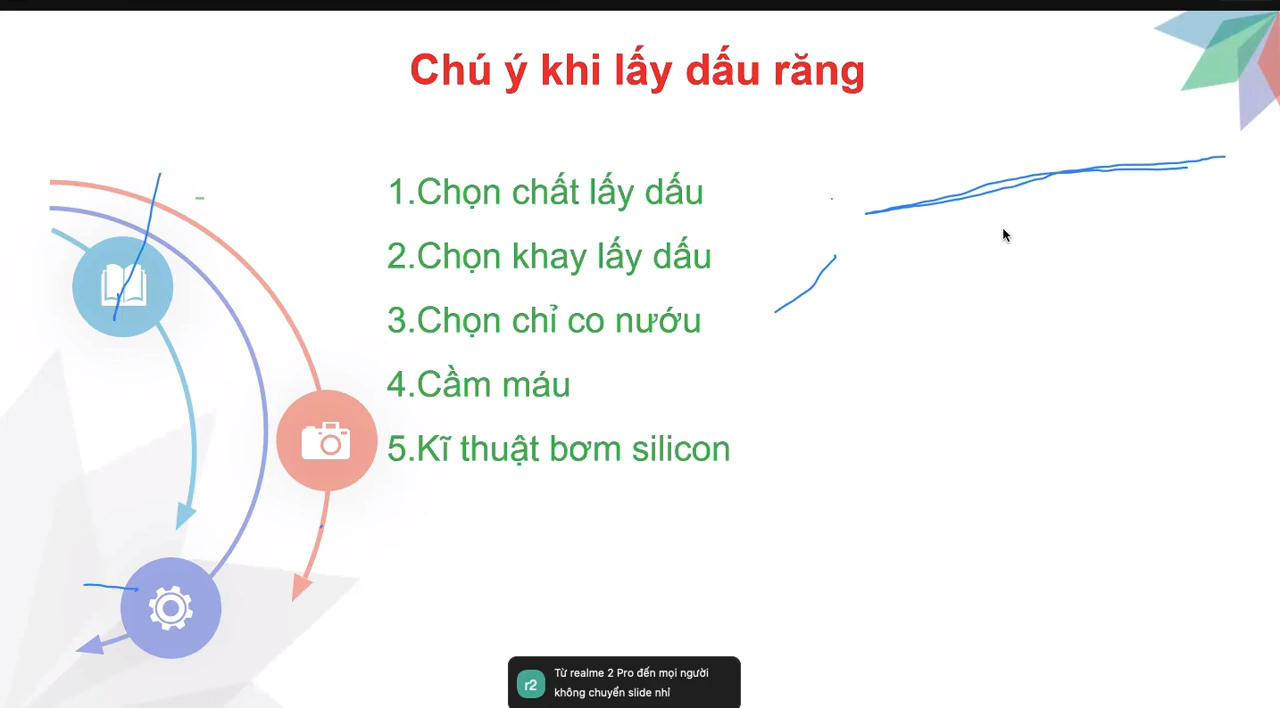 Chú ý khi lấy dấu răng
1.Chọn chất lấy dấu
2.Chọn khay lấy dấu
3.Chọn chỉ co nướu
4.Cầm máu
5.Kĩ thuật bơm silicon
r2
Từ realme 2 Pro đến mọi người
không chuyển slide nhỉ